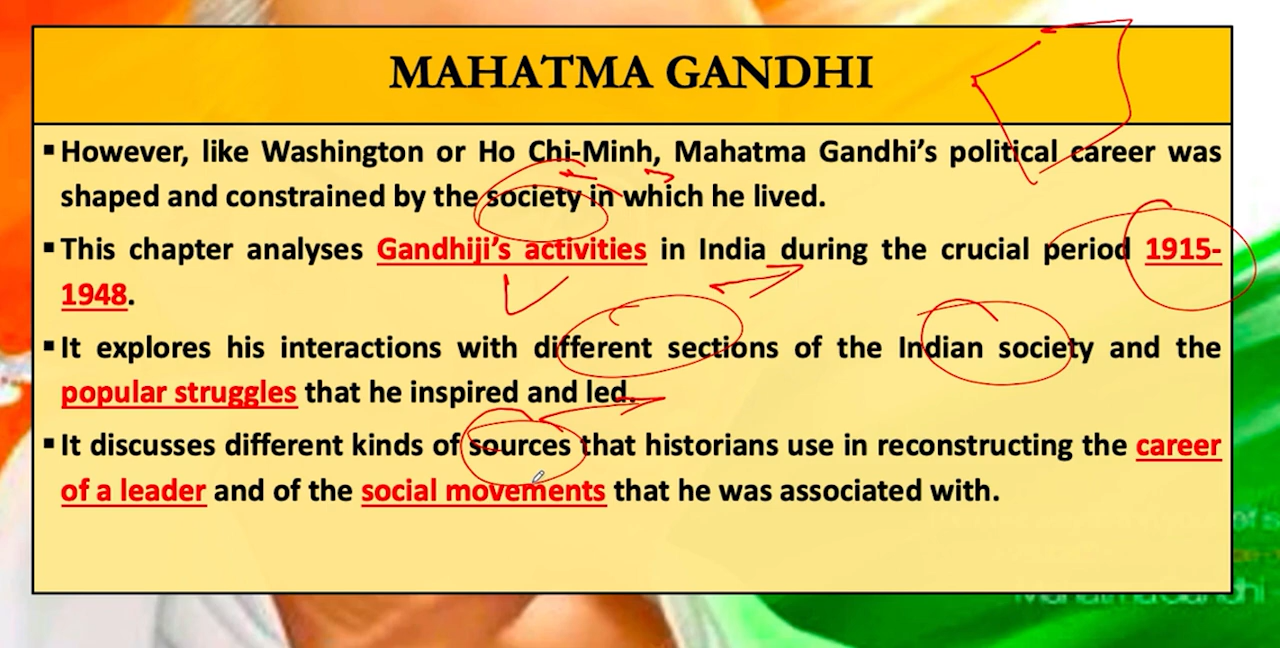 MAHATMA GANDHI
▪ However, like Washington or Ho Chi-Minh, Mahatma Gandhi's political career was
shaped and constrained by the society in which he lived.
▪ This chapter analyses Gandhiji's activities in India during the crucial period 1915-
1948.
▪ It explores his interactions with different sections of the Indian society and the
popular struggles that he inspired and led.
▪ It discusses different kinds of sources that historians use in reconstructing the career
of a leader and of the social movements that he was associated with.
Mahatma Gandhi